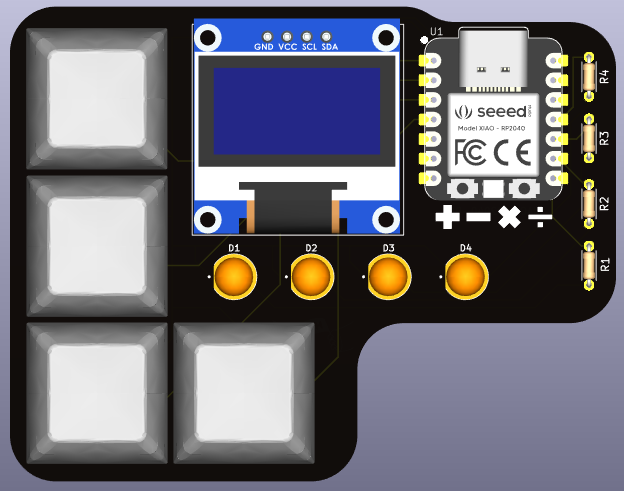 U1
GND VCC SCL SDA
seeed
Model XIAO - RP2040
FC CE
R4
R3
R2
R1
+ - × ÷
D1 D2 D3 D4